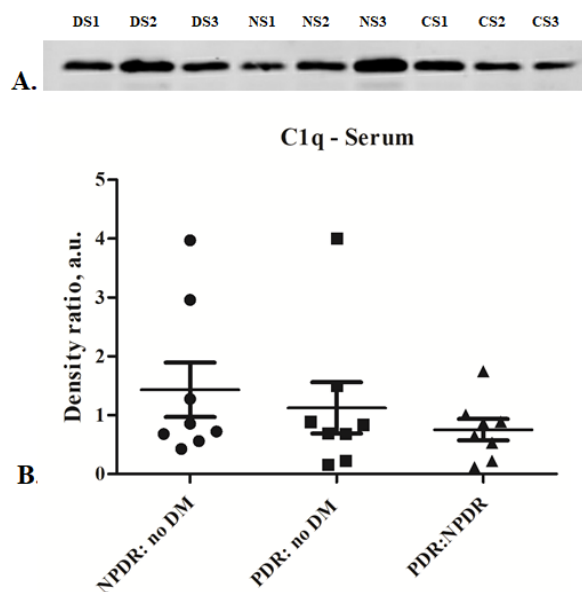 DS1 DS2 DS3 NS1 NS2 NS3 CS1 CS2 CS3
A.
C1q - Serum
Density ratio, a.u.
5
4
3
2
1
0
B.
NPDR: no DM
PDR: no DM
PDR:NPDR